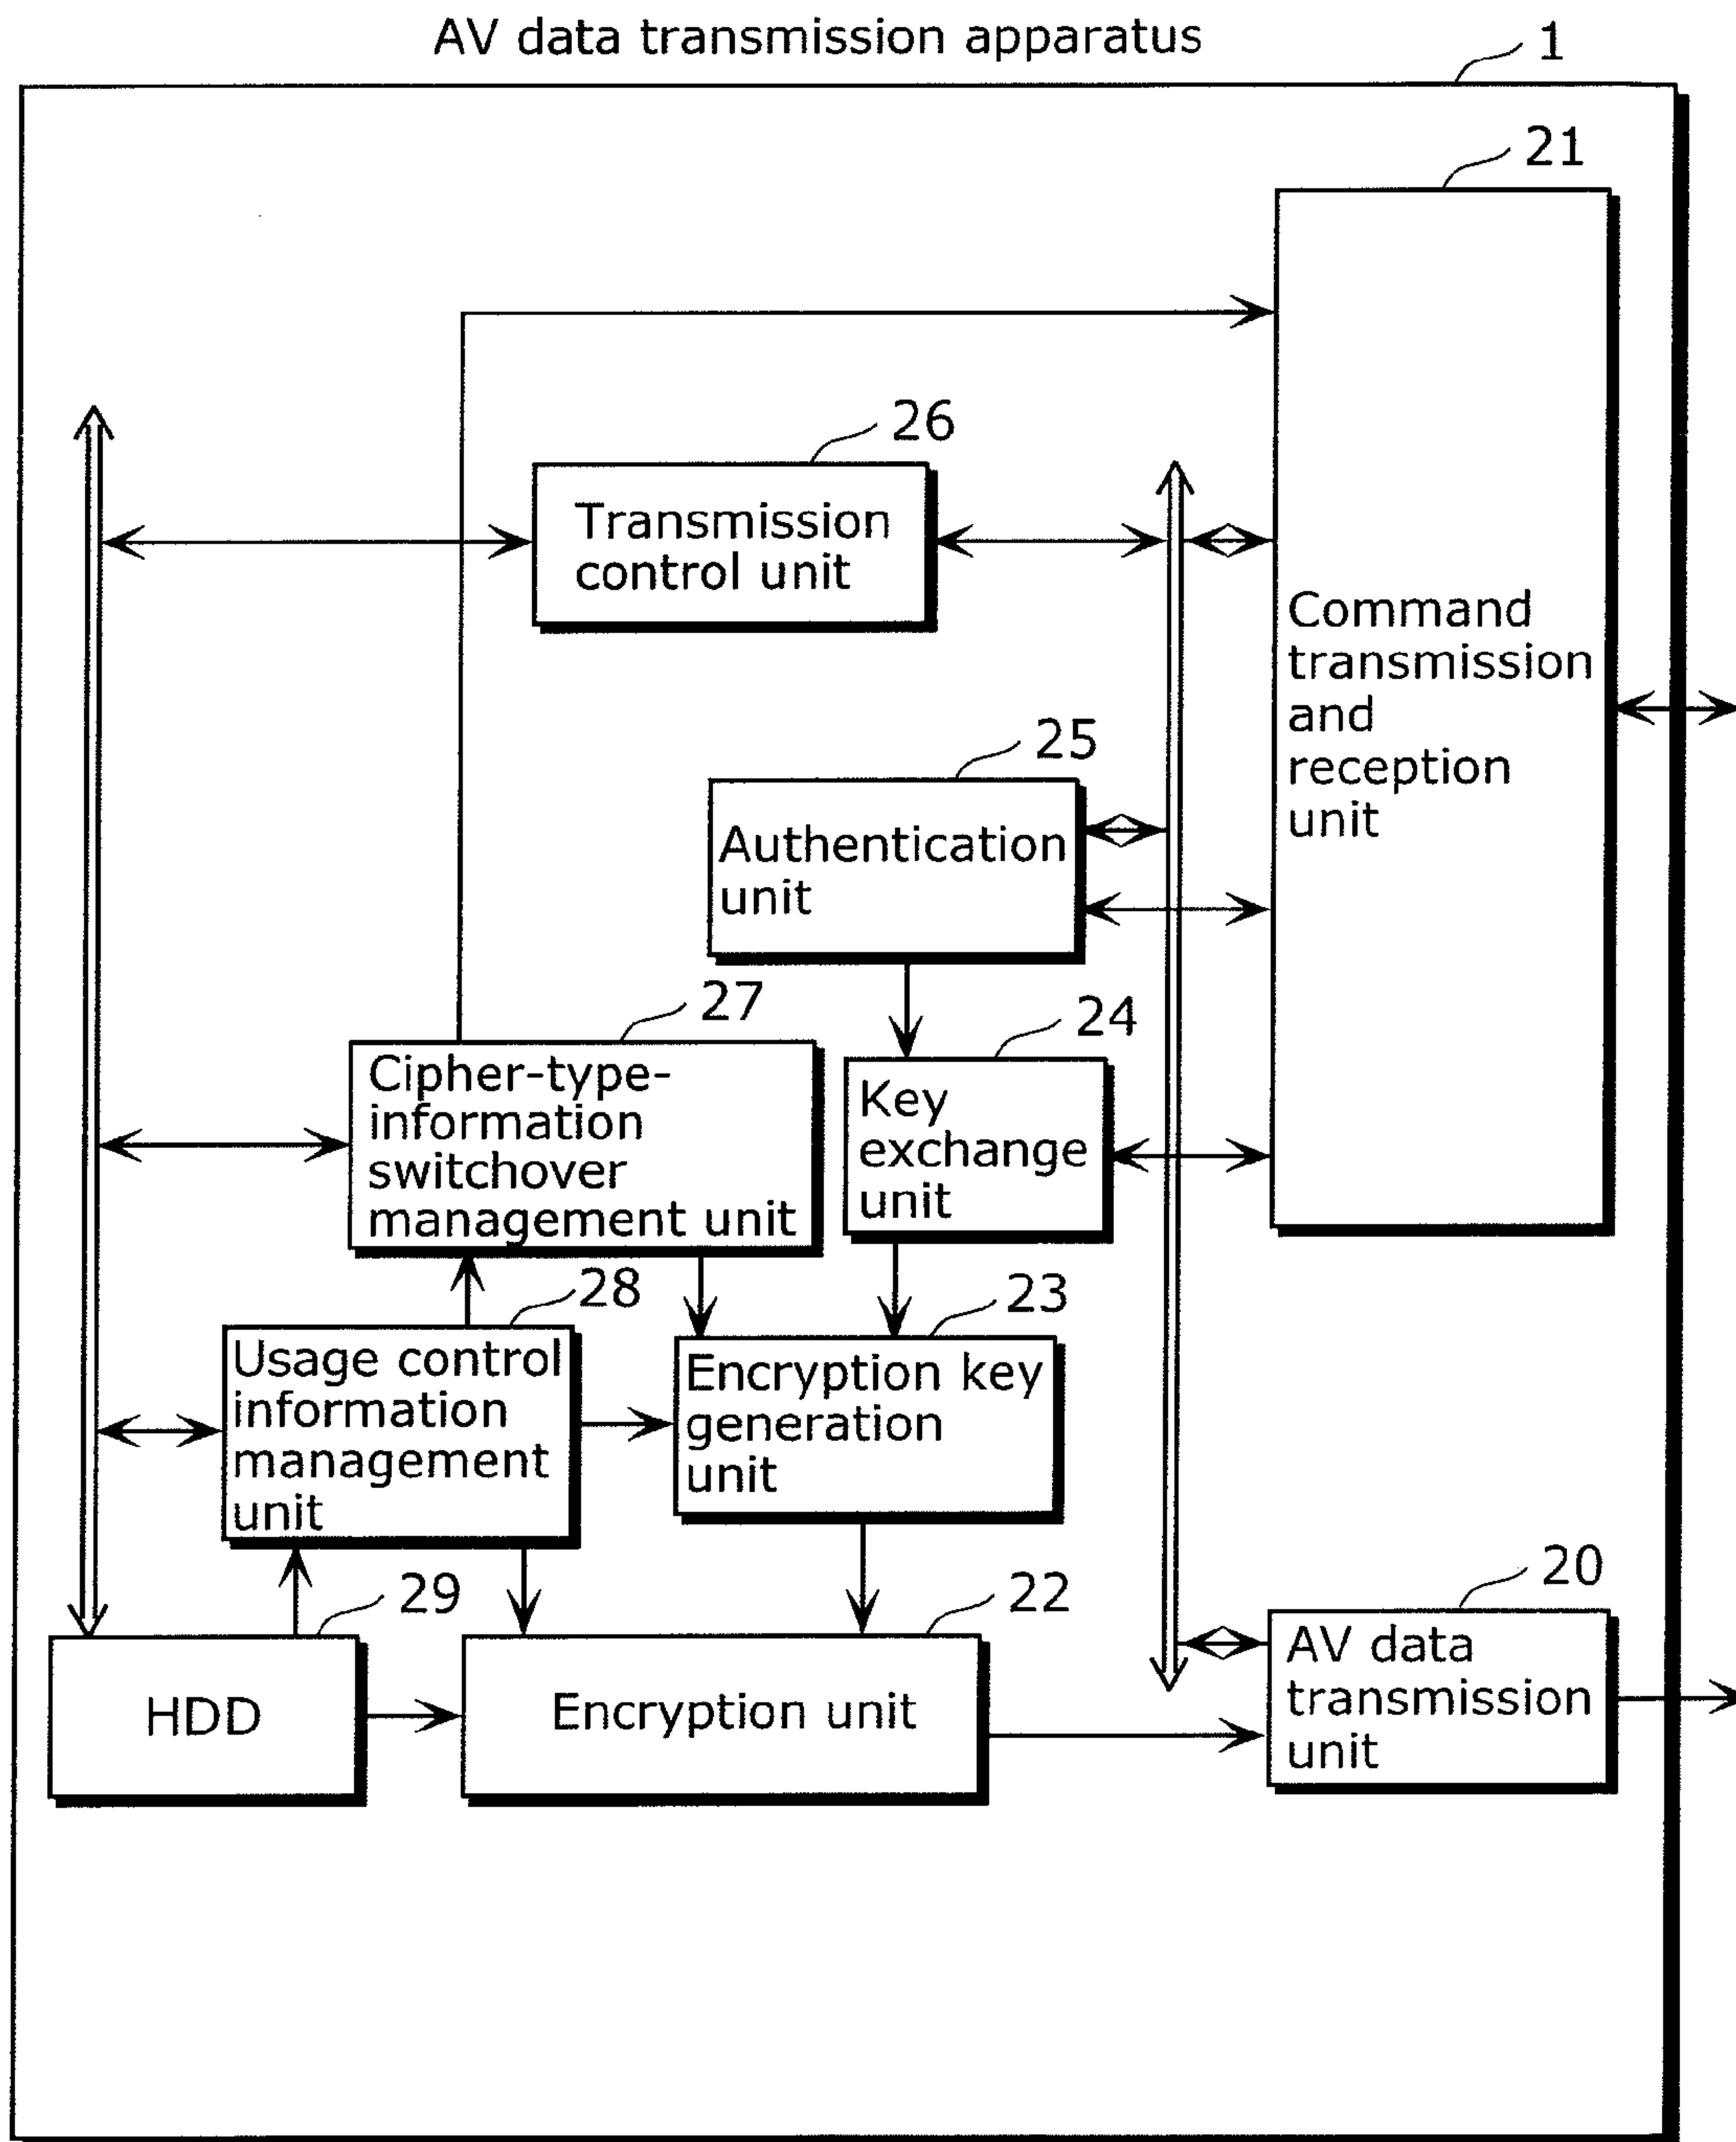 AV data transmission apparatus
1
21
26
Transmission
control unit
Command
transmission
and
reception
unit
25
Authentication
unit
27
Cipher-type-
information
switchover
management unit
24
Key
exchange
unit
28
Usage control
information
management
unit
23
Encryption key
generation
unit
29
HDD
22
Encryption unit
20
AV data
transmission
unit